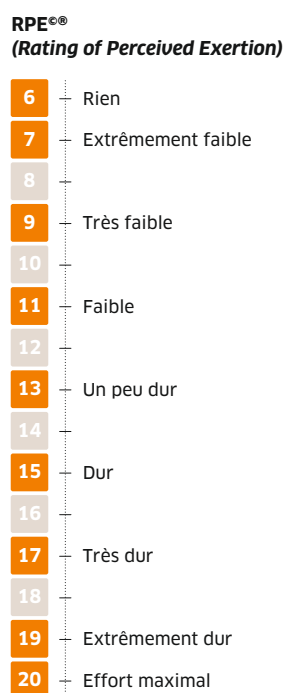 RPE©®
(Rating of Perceived Exertion)
6 Rien
7 Extrêmement faible
8
9 Très faible
10
11 Faible
12
13 Un peu dur
14
15 Dur
16
17 Très dur
18
19 Extrêmement dur
20 Effort maximal